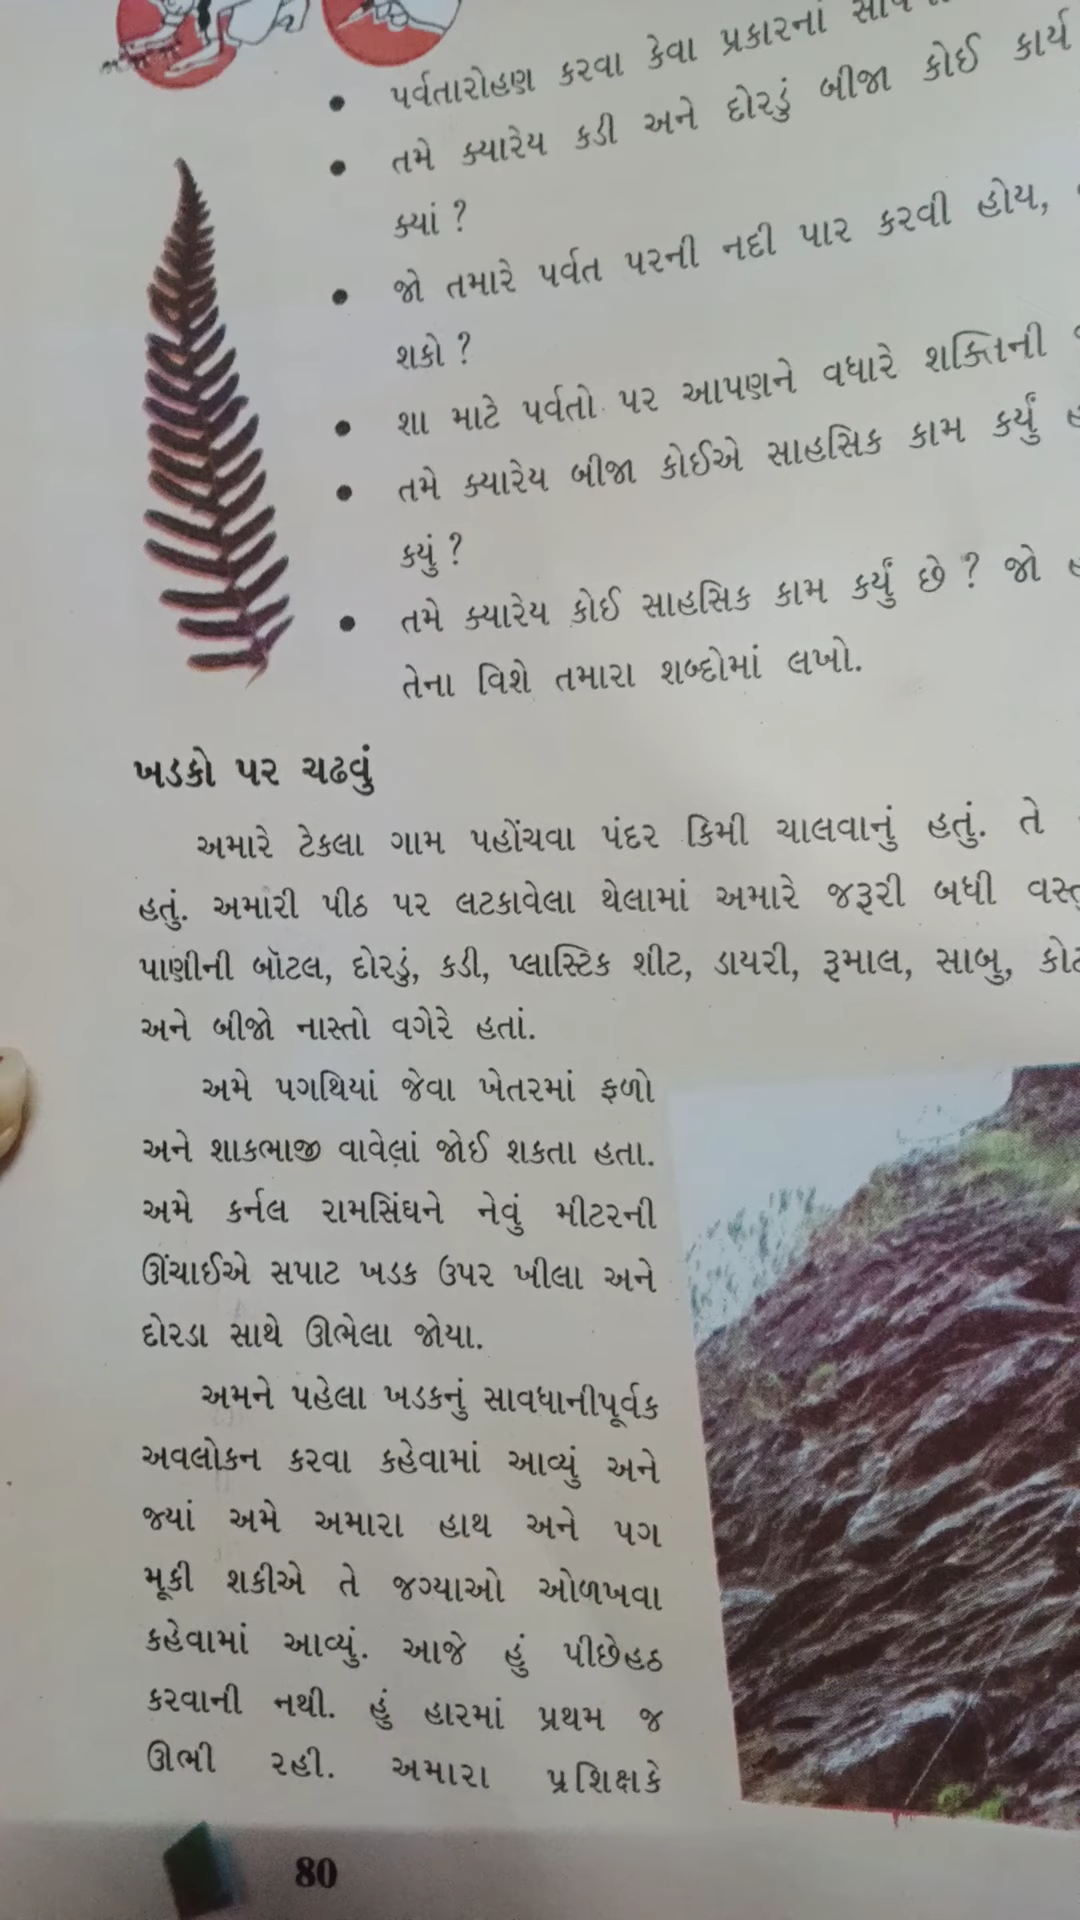 પર્વતારોહણ કરવા કેવા પ્રકારનાં
તમે ક્યારેય કડી અને દોરડું બીજા કોઈ કાર્ય
ક્યાં ?
જો તમારે પર્વત પરની નદી પાર કરવી હોય,
શકો ?
શા માટે પર્વતો પર આપણને વધારે શક્તિની
તમે ક્યારેય બીજા કોઈએ સાહસિક કામ કર્યું
કયું ?
તમે ક્યારેય કોઈ સાહસિક કામ કર્યું છે ? જો
તેના વિશે તમારા શબ્દોમાં લખો.
ખડકો પર ચઢવું
અમારે ટેકલા ગામ પહોંચવા પંદર કિમી ચાલવાનું હતું. તે
હતું. અમારી પીઠ પર લટકાવેલા થેલામાં અમારે જરૂરી બધી
પાણીની બૉટલ, દોરડું, કડી, પ્લાસ્ટિક શીટ, ડાયરી, રૂમાલ, સાબુ,
અને બીજો નાસ્તો વગેરે હતાં.
અમે પગથિયાં જેવા ખેતરમાં ફળો
અને શાકભાજી વાવેલાં જોઈ શકતા હતા.
અમે કર્નલ રામસિંઘને નેવું મીટરની
ઊંચાઈએ સપાટ ખડક ઉપર ખીલા અને
દોરડા સાથે ઊભેલા જોયા.
અમને પહેલા ખડકનું સાવધાનીપૂર્વક
અવલોકન કરવા કહેવામાં આવ્યું અને
જ્યાં અમે અમારા હાથ અને પગ
મૂકી શકીએ તે જગ્યાઓ ઓળખવા
કહેવામાં આવ્યું. આજે હું પીછેહઠ
કરવાની નથી. હું હારમાં પ્રથમ જ
ઊભી રહી. અમારા પ્રશિક્ષકે
80